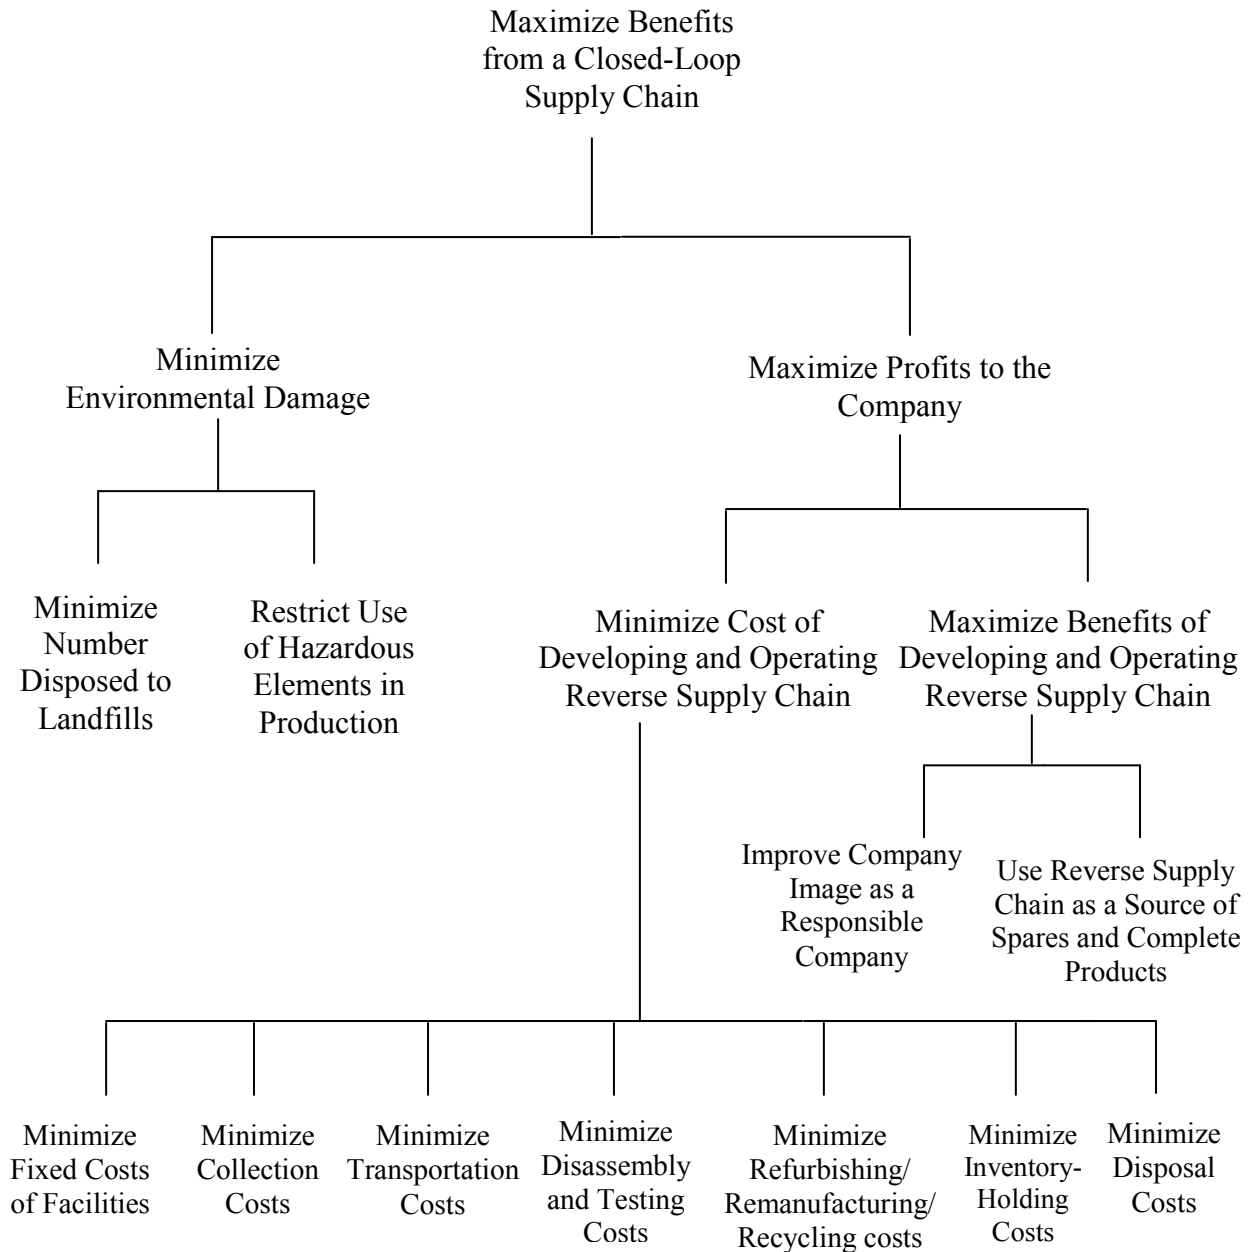 Maximize Benefits
from a Closed-Loop
Supply Chain
Minimize
Environmental Damage
Maximize Profits to the
Company
Minimize
Number
Disposed to
Landfills
Restrict Use
of Hazardous
Elements in
Production
Minimize Cost of
Developing and Operating
Reverse Supply Chain
Maximize Benefits of
Developing and Operating
Reverse Supply Chain
Improve Company
Image as a
Responsible
Company
Use Reverse Supply
Chain as a Source of
Spares and Complete
Products
Minimize
Fixed Costs
of Facilities
Minimize
Collection
Costs
Minimize
Transportation
Costs
Minimize
Disassembly
and Testing
Costs
Minimize
Refurbishing/
Remanufacturing/
Recycling costs
Minimize
Inventory-
Holding
Costs
Minimize
Disposal
Costs